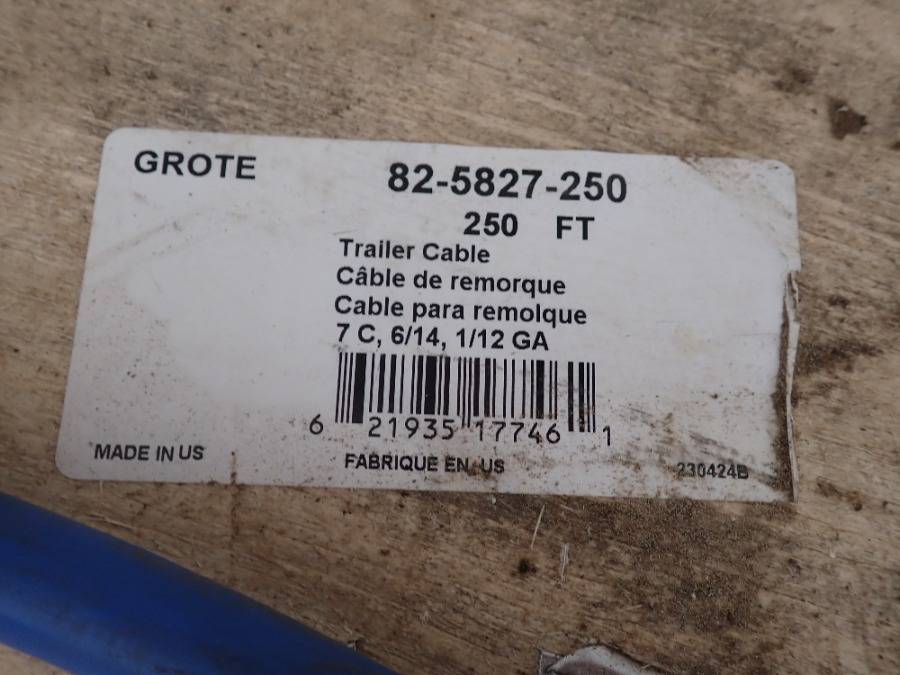 GROTE
82-5827-250
250 FT
Trailer Cable
Câble de remorque
Cable para remolque
7 C, 6/14, 1/12 GA
6 21935 17746 1
MADE IN US
FABRIQUE EN US
230424B